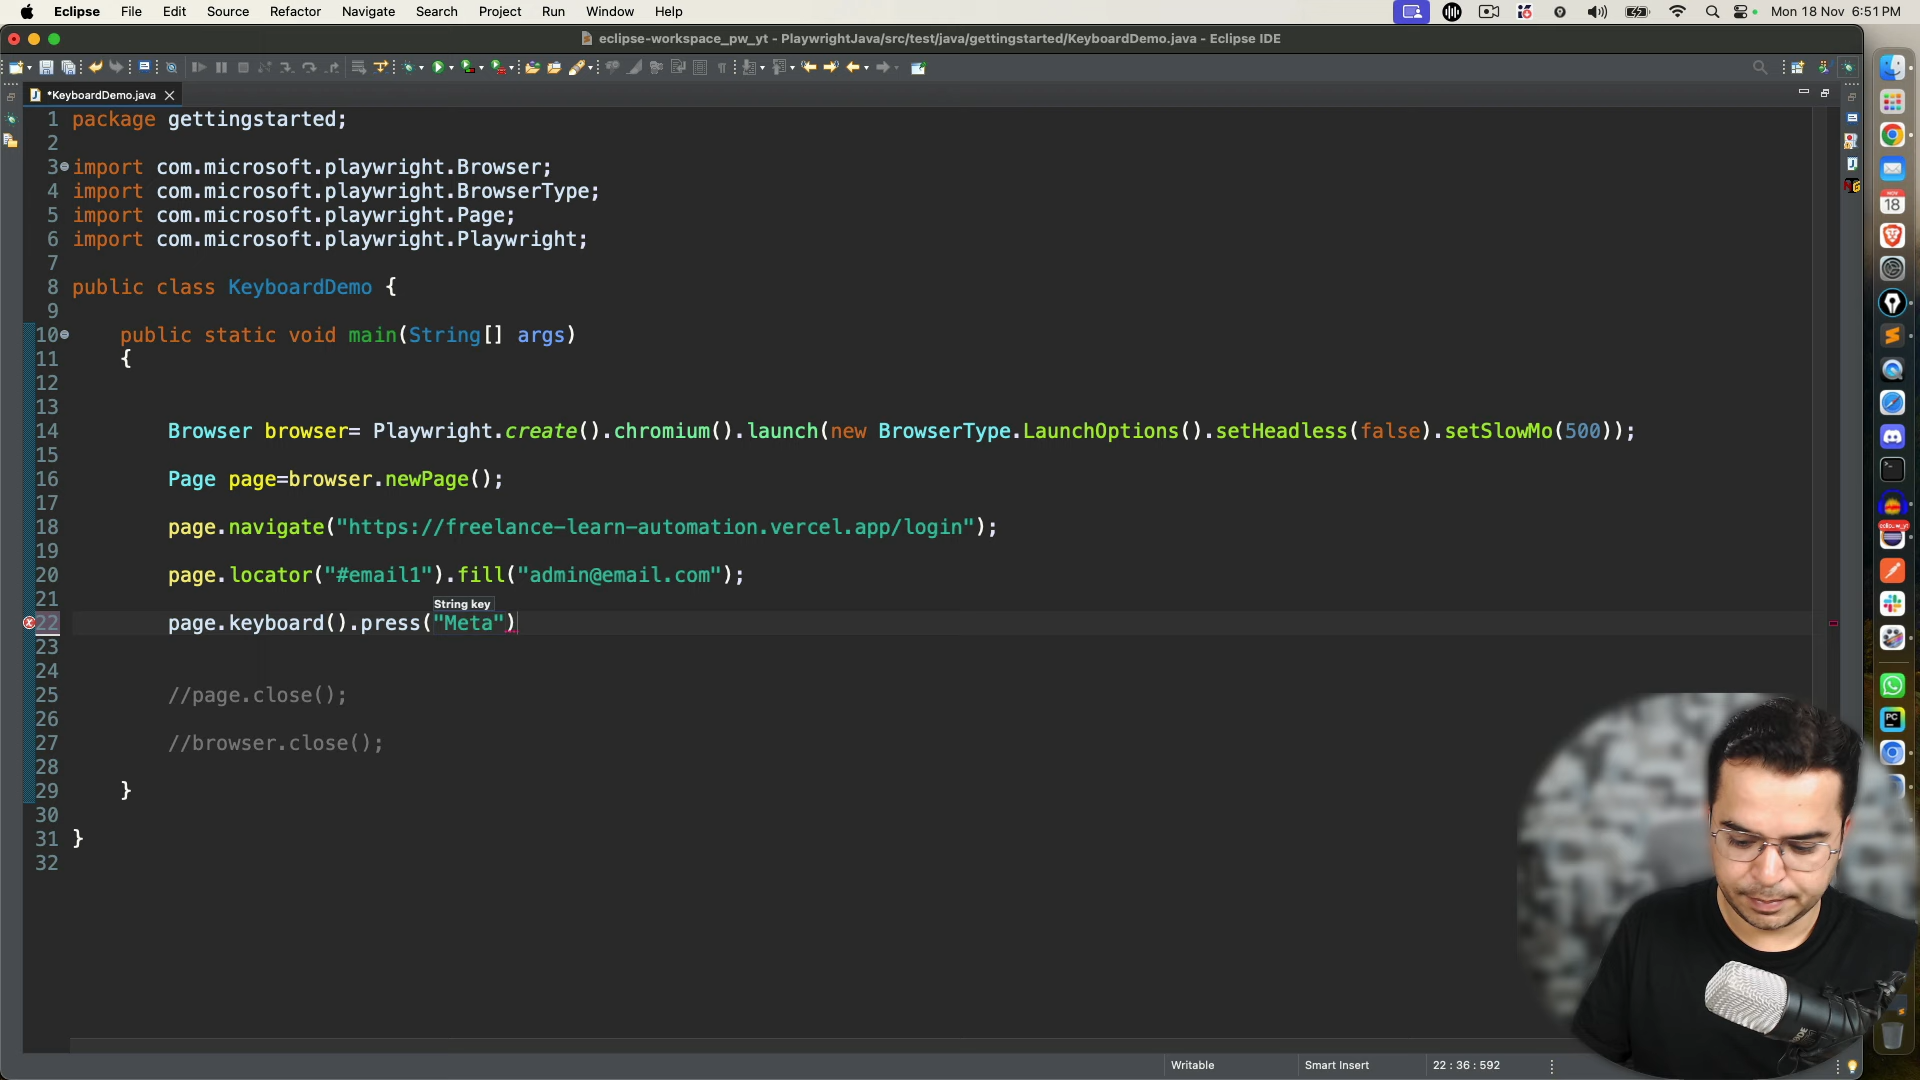 Eclipse File Edit Source Refactor Navigate Search Project Run Window Help Mon 18 Nov 6:51 PM
eclipse-workspace_pw_yt - PlaywrightJava/src/test/java/gettingstarted/KeyboardDemo.java - Eclipse IDE
*KeyboardDemo.java
1 package gettingstarted;
2
3 import com.microsoft.playwright.Browser;
4 import com.microsoft.playwright.BrowserType;
5 import com.microsoft.playwright.Page;
6 import com.microsoft.playwright.Playwright;
7
8 public class KeyboardDemo {
9
10 public static void main(String[] args)
11 {
12
13
14 Browser browser= Playwright.create().chromium().launch(new BrowserType.LaunchOptions().setHeadless(false).setSlowMo(500));
15
16 Page page=browser.newPage();
17
18 page.navigate("https://freelance-learn-automation.vercel.app/login");
19
20 page.locator("#email1").fill("admin@email.com");
21
String key
22 page.keyboard().press("Meta")
23
24
25 //page.close();
26
27 //browser.close();
28
29 }
30
31 }
32
Writable Smart Insert 22 : 36 : 592